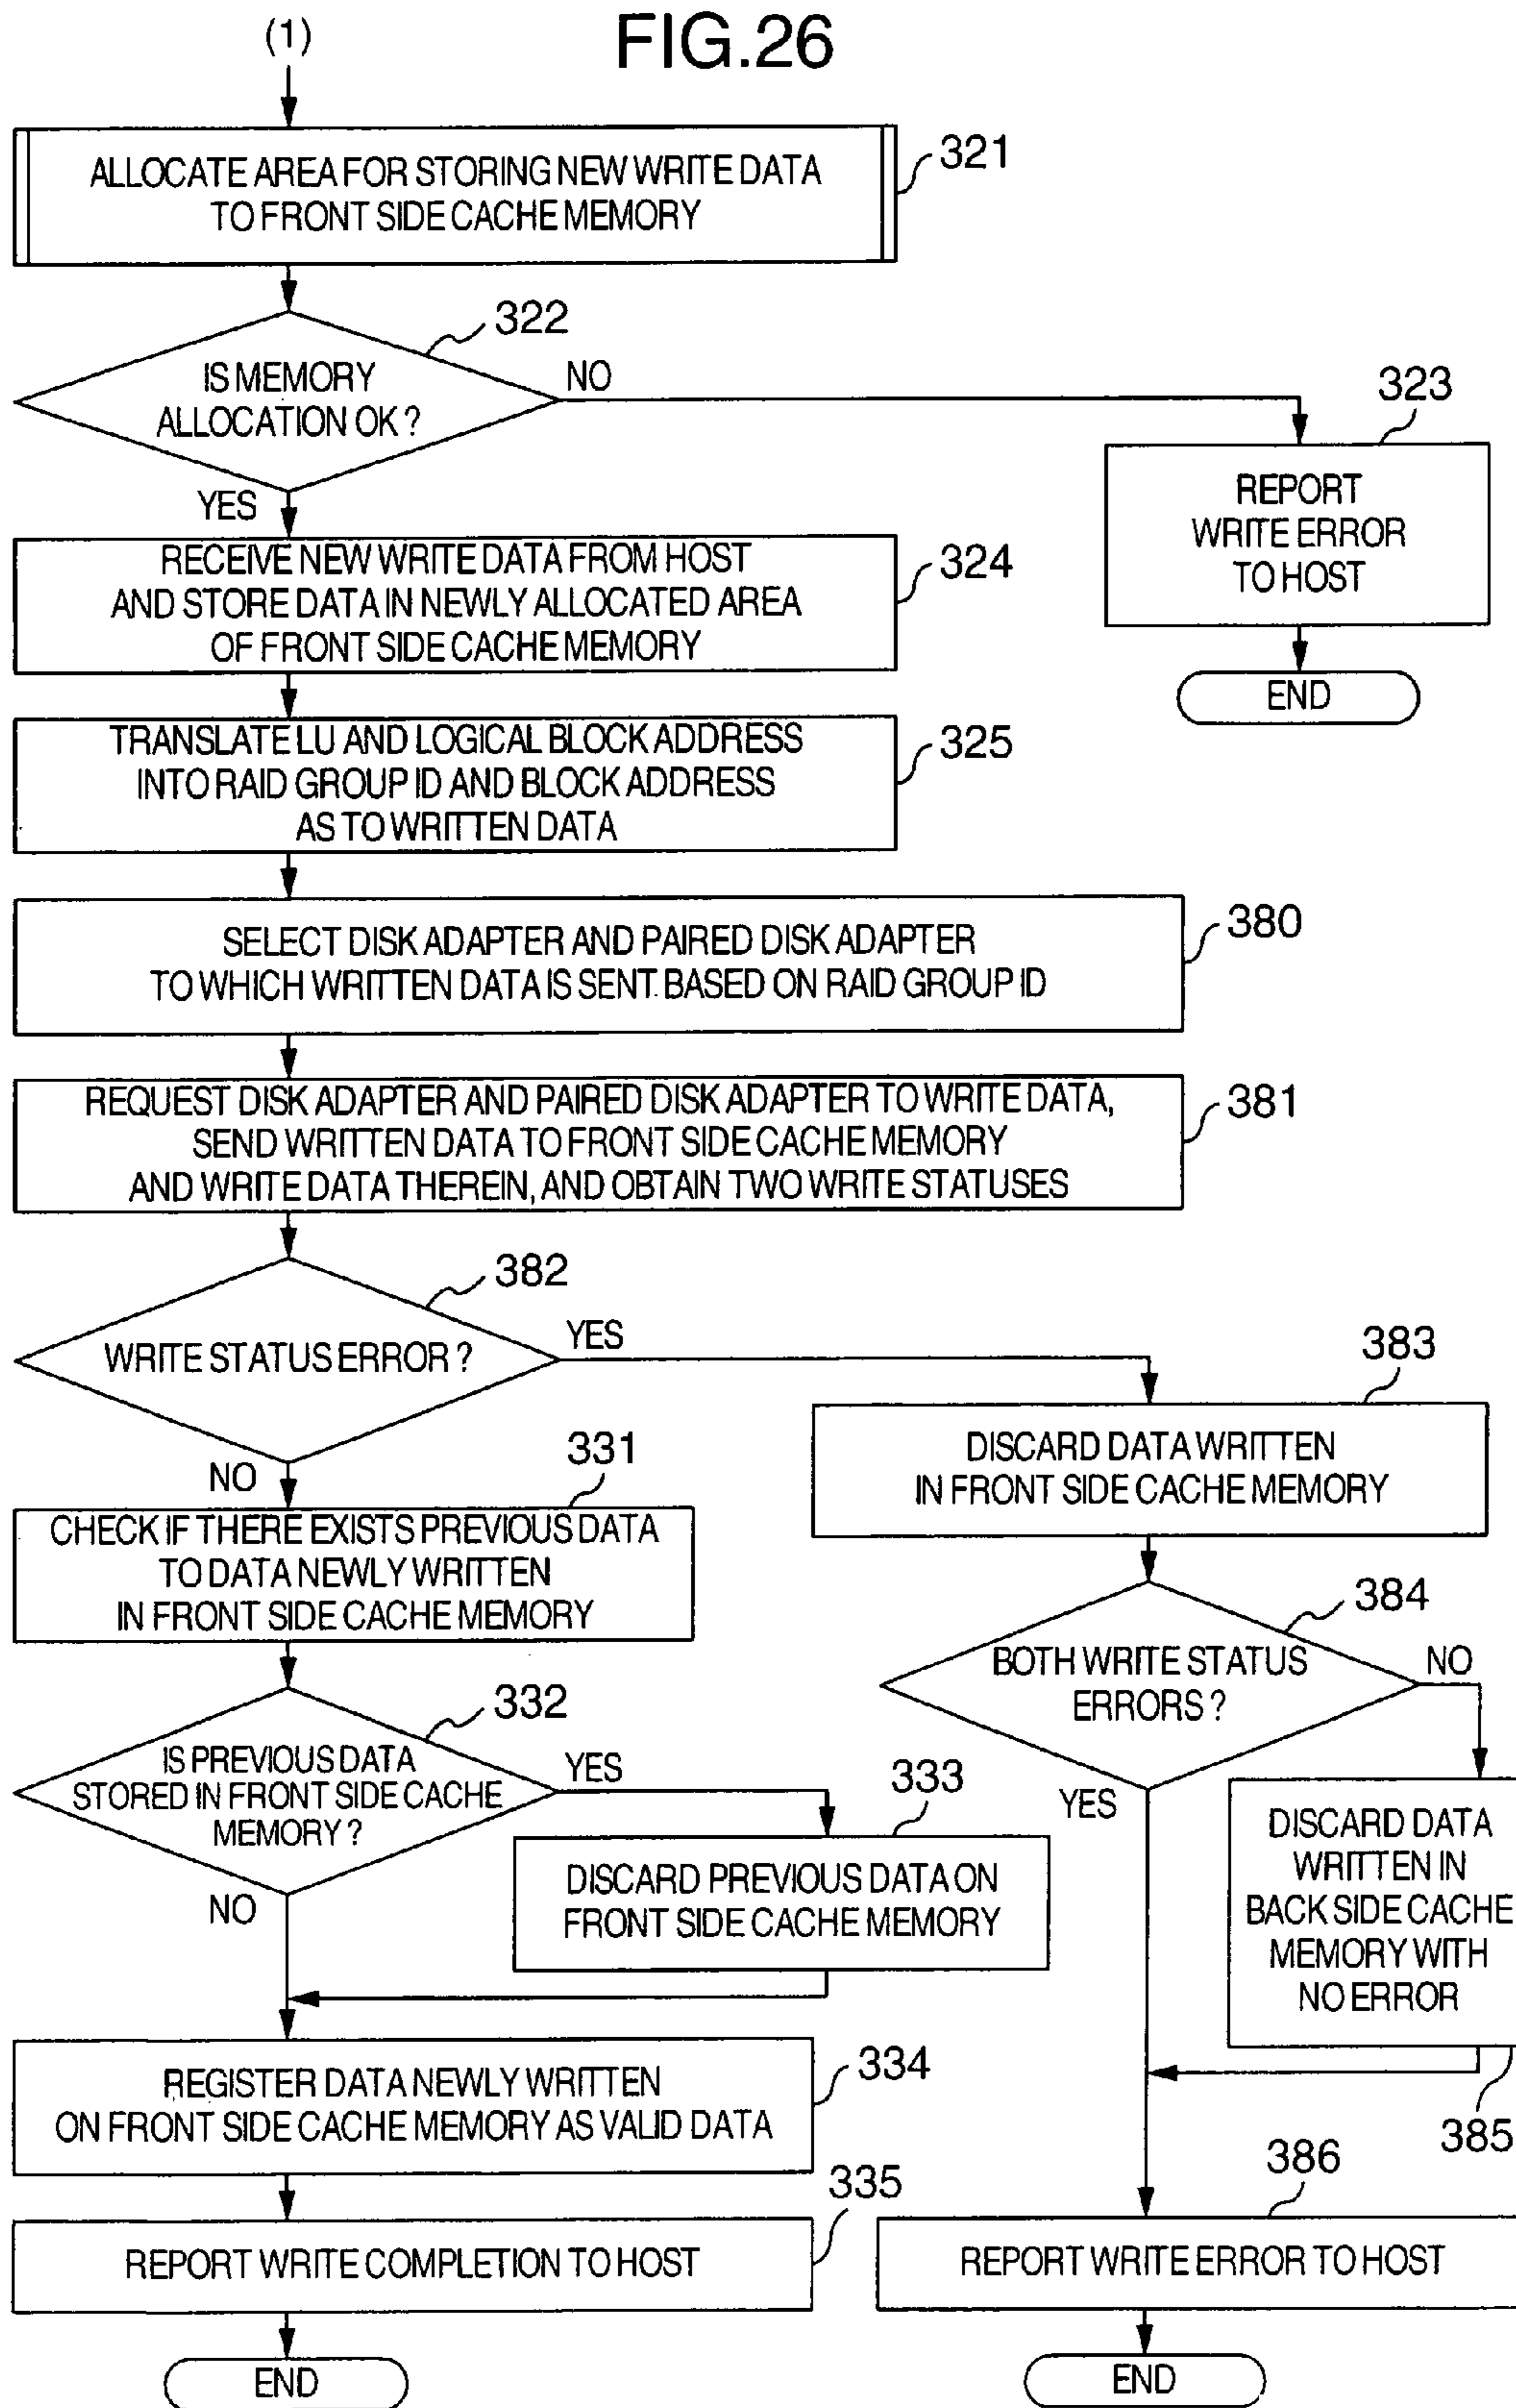 (1)
FIG.26
ALLOCATE AREA FOR STORING NEW WRITE DATA
TO FRONT SIDE CACHE MEMORY
321
322
IS MEMORY
ALLOCATION OK ?
NO
YES
323
REPORT
WRITE ERROR
TO HOST
END
RECEIVE NEW WRITE DATA FROM HOST
AND STORE DATA IN NEWLY ALLOCATED AREA
OF FRONT SIDE CACHE MEMORY
324
TRANSLATE LU AND LOGICAL BLOCK ADDRESS
INTO RAID GROUP ID AND BLOCK ADDRESS
AS TO WRITTEN DATA
325
SELECT DISK ADAPTER AND PAIRED DISK ADAPTER
TO WHICH WRITTEN DATA IS SENT BASED ON RAID GROUP ID
380
REQUEST DISK ADAPTER AND PAIRED DISK ADAPTER TO WRITE DATA,
SEND WRITTEN DATA TO FRONT SIDE CACHE MEMORY
AND WRITE DATA THEREIN, AND OBTAIN TWO WRITE STATUSES
381
382
WRITE STATUS ERROR ?
YES
NO
383
DISCARD DATA WRITTEN
IN FRONT SIDE CACHE MEMORY
331
CHECK IF THERE EXISTS PREVIOUS DATA
TO DATA NEWLY WRITTEN
IN FRONT SIDE CACHE MEMORY
384
BOTH WRITE STATUS
ERRORS ?
NO
YES
332
IS PREVIOUS DATA
STORED IN FRONT SIDE CACHE
MEMORY ?
YES
NO
333
DISCARD PREVIOUS DATA ON
FRONT SIDE CACHE MEMORY
DISCARD DATA
WRITTEN IN
BACK SIDE CACHE
MEMORY WITH
NO ERROR
385
REGISTER DATA NEWLY WRITTEN
ON FRONT SIDE CACHE MEMORY AS VALID DATA
334
335
REPORT WRITE COMPLETION TO HOST
END
386
REPORT WRITE ERROR TO HOST
END